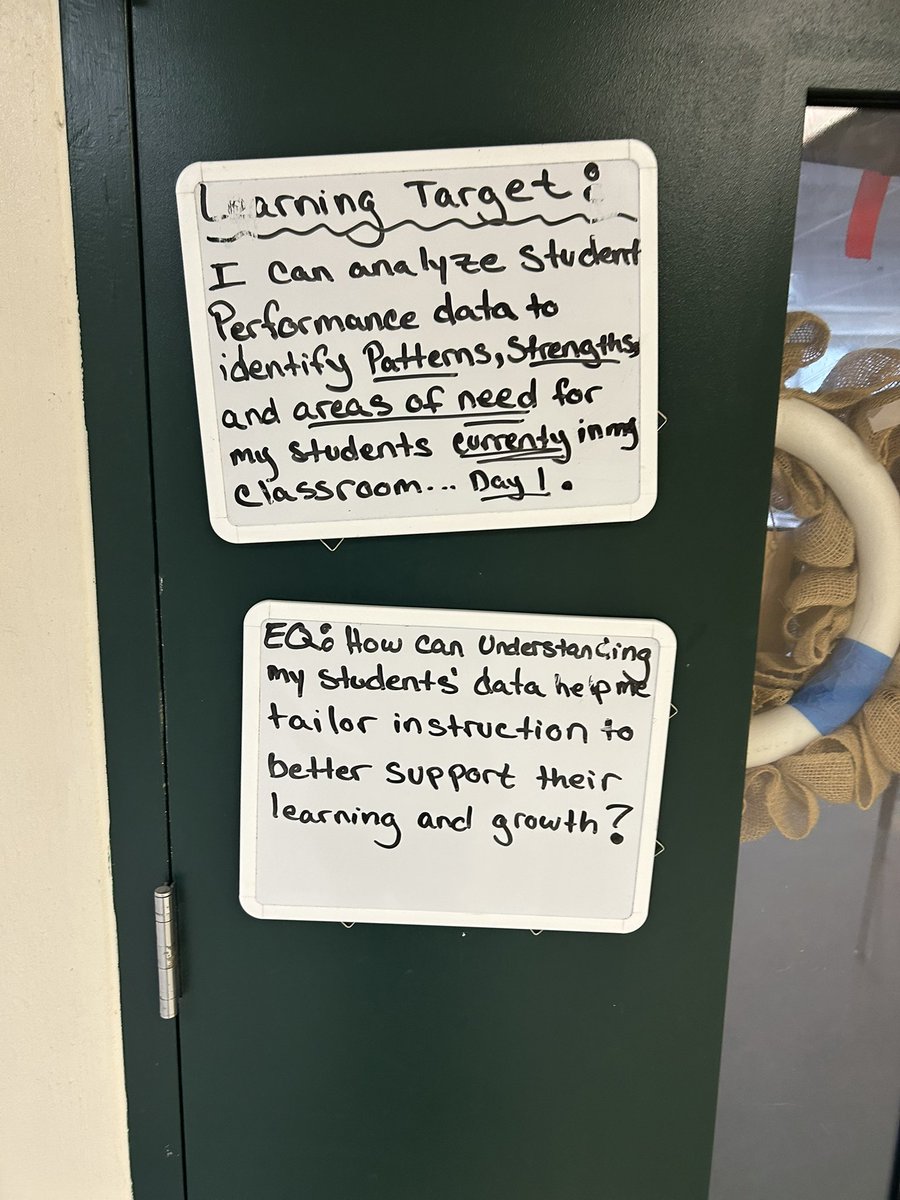 Learning Target:
I can analyze Student
Performance data to
identify Patterns, Strengths,
and areas of need for
my students currenty in my
classroom... Day 1.
EQ: How can Understanding
my students' data help me
tailor instruction to
better support their
learning and growth?